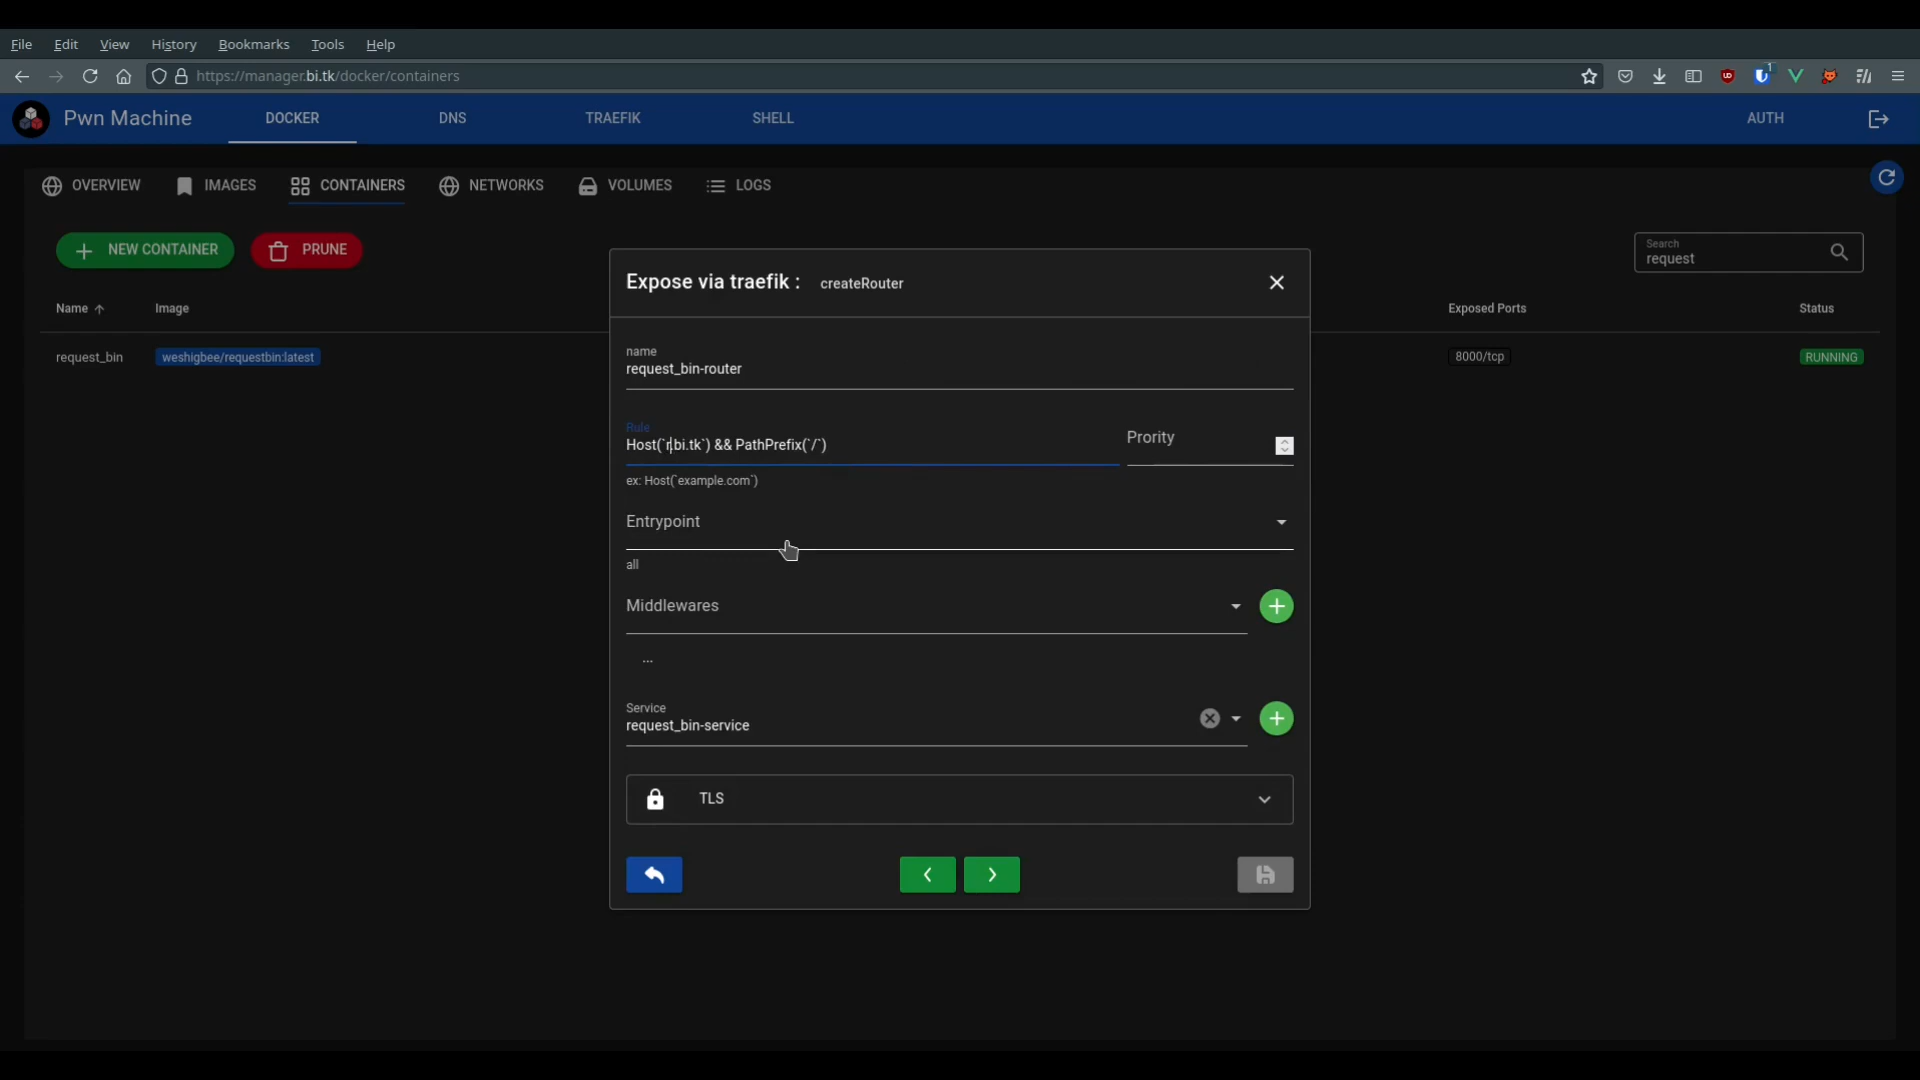 File Edit View History Bookmarks Tools Help
https://manager.bi.tk/docker/containers
1
Pwn Machine DOCKER DNS TRAEFIK SHELL AUTH
OVERVIEW IMAGES CONTAINERS NETWORKS VOLUMES LOGS
NEW CONTAINER PRUNE
Search
request
Name Image Exposed Ports Status
request_bin weshigbee/requestbin:latest 8000/tcp RUNNING
Expose via traefik : createRouter
name
request_bin-router
Rule
Host(`r.bi.tk`) && PathPrefix(`/`)
Prority
ex: Host(`example.com`)
Entrypoint
all
Middlewares
...
Service
request_bin-service
TLS